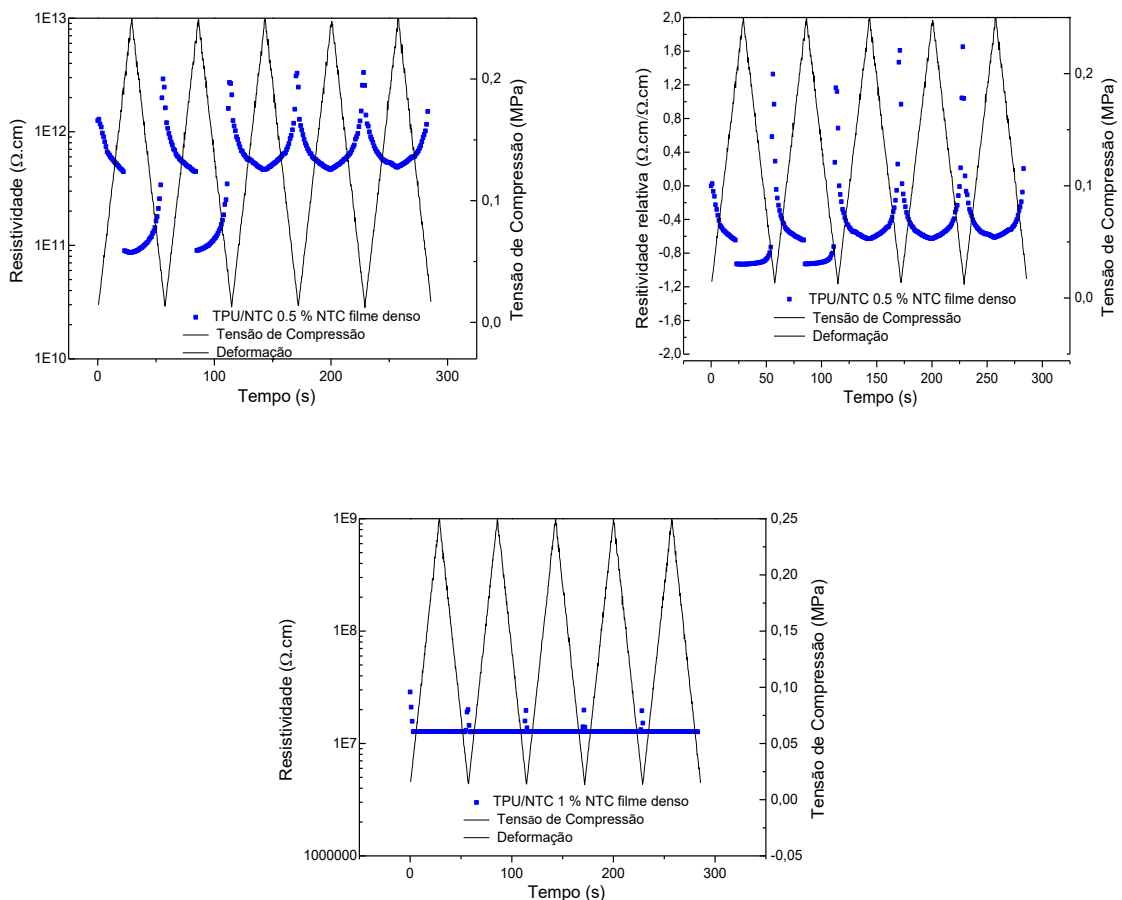 Resistividade (Ω.cm)
1E13
1E12
1E11
1E10
0,2
0,1
0,0
Tensão de Compressão (MPa)
TPU/NTC 0.5 % NTC filme denso
Tensão de Compressão
Deformação
0 100 200 300
Tempo (s)
Resitividade relativa (Ω.cm/Ω.cm)
2,0
1,6
1,2
0,8
0,4
0,0
-0,4
-0,8
-1,2
-1,6
-2,0
0,2
0,1
0,0
Tensão de Compressão (MPa)
TPU/NTC 0.5 % NTC filme denso
Tensão de Compressão
Deformação
0 50 100 150 200 250 300
Tempo (s)
Resistividade (Ω.cm)
1E9
1E8
1E7
1000000
0,25
0,20
0,15
0,10
0,05
0,00
-0,05
Tensão de Compressão (MPa)
TPU/NTC 1 % NTC filme denso
Tensão de Compressão
Deformação
0 100 200 300
Tempo (s)